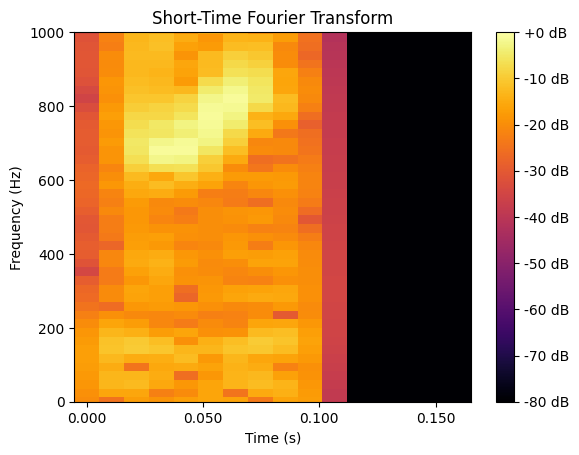 Short-Time Fourier Transform
1000
800
600
400
200
0
Frequency (Hz)
0.000
0.050
0.100
0.150
Time (s)
+0 dB
-10 dB
-20 dB
-30 dB
-40 dB
-50 dB
-60 dB
-70 dB
-80 dB